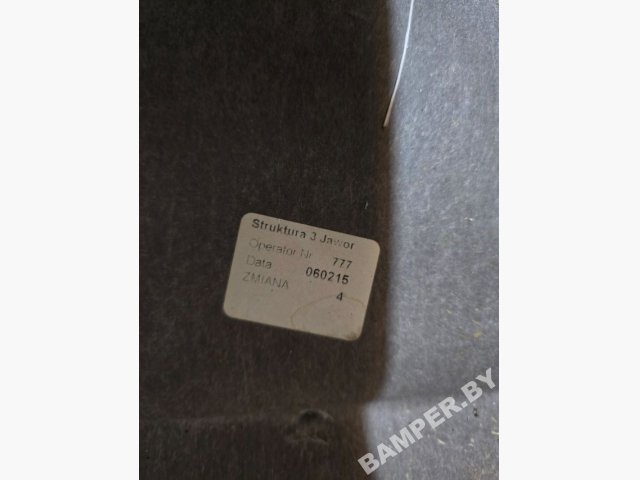 Struktura 3 Jawor
Operator Nr 777
Data 060215
ZMIANA 4
BAMPER.BY